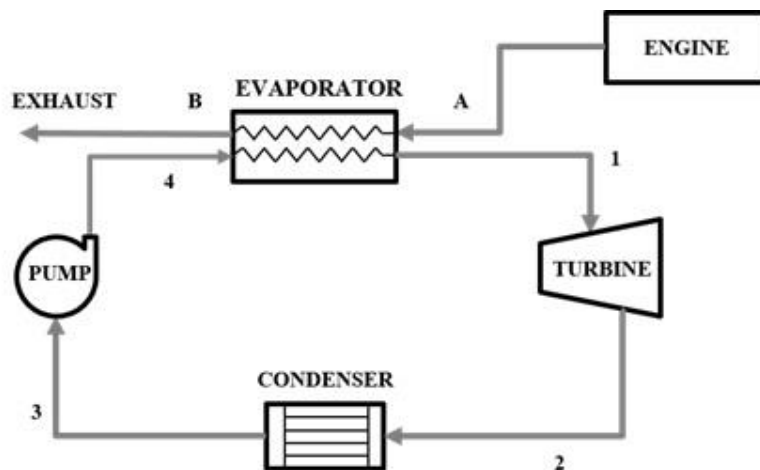 ENGINE
EVAPORATOR
EXHAUST
B
A
4
1
PUMP
TURBINE
CONDENSER
3
2